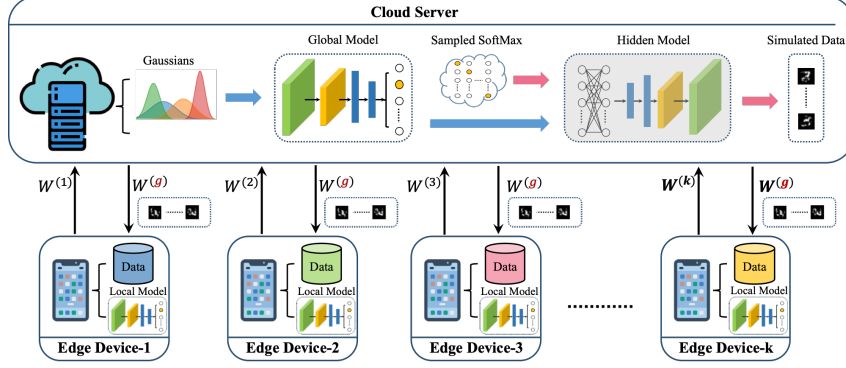 Cloud Server
Gaussians
Global Model
Sampled SoftMax
Hidden Model
Simulated Data
W(1) W(g) W(2) W(g) W(3) W(g) W(k) W(g)
Data Data Data Data
Local Model Local Model Local Model Local Model
Edge Device-1 Edge Device-2 Edge Device-3 Edge Device-k